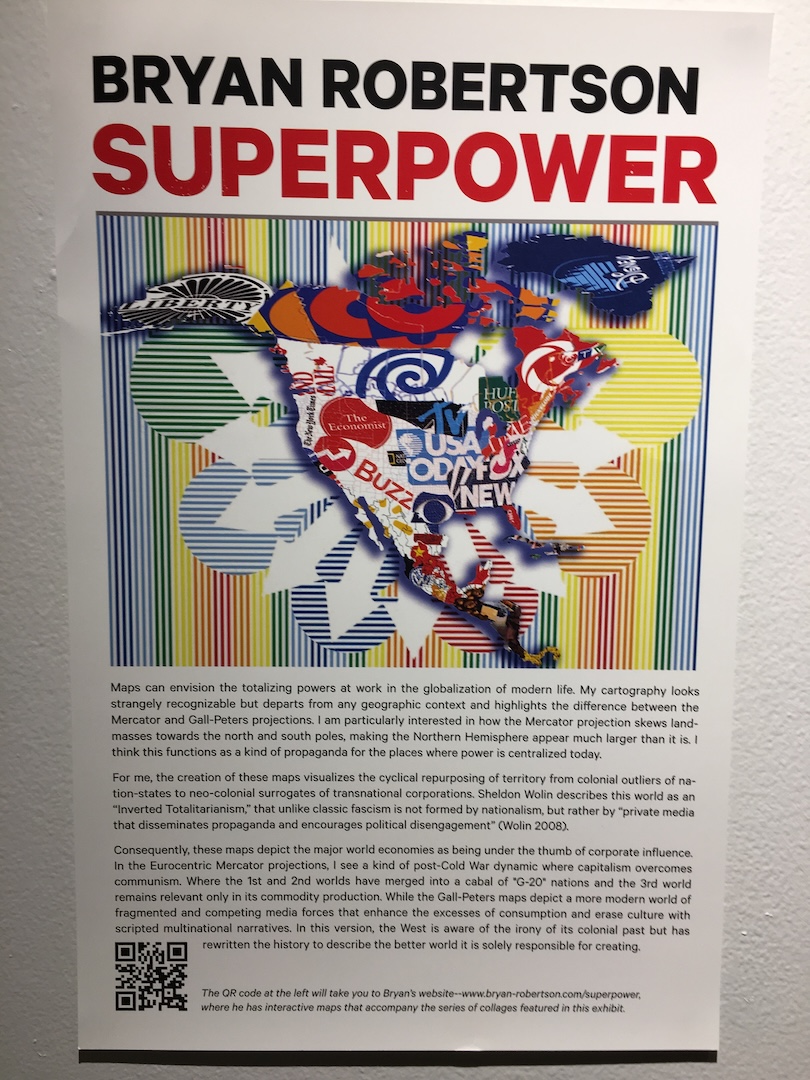 BRYAN ROBERTSON
SUPERPOWER
LIBERTY
Disney
The New York Times
The
Economist
HUFF
POST
TV
USA
TODAY
FOX
NEWS
Buzz
Maps can envision the totalizing powers at work in the globalization of modern life. My cartography looks
strangely recognizable but departs from any geographic context and highlights the difference between the
Mercator and Gall-Peters projections. I am particularly interested in how the Mercator projection skews land-
masses towards the north and south poles, making the Northern Hemisphere appear much larger than it is. I
think this functions as a kind of propaganda for the places where power is centralized today.
For me, the creation of these maps visualizes the cyclical repurposing of territory from colonial outliers of na-
tion-states to neo-colonial surrogates of transnational corporations. Sheldon Wolin describes this world as an
“Inverted Totalitarianism,” that unlike classic fascism is not formed by nationalism, but rather by “private media
that disseminates propaganda and encourages political disengagement” (Wolin 2008).
Consequently, these maps depict the major world economies as being under the thumb of corporate influence.
In the Eurocentric Mercator projections, I see a kind of post-Cold War dynamic where capitalism overcomes
communism. Where the 1st and 2nd worlds have merged into a cabal of "G-20" nations and the 3rd world
remains relevant only in its commodity production. While the Gall-Peters maps depict a more modern world of
fragmented and competing media forces that enhance the excesses of consumption and erase culture with
scripted multinational narratives. In this version, the West is aware of the irony of its colonial past but has
rewritten the history to describe the better world it is solely responsible for creating.
The QR code at the left will take you to Bryan's website--www.bryan-robertson.com/superpower,
where he has interactive maps that accompany the series of collages featured in this exhibit.